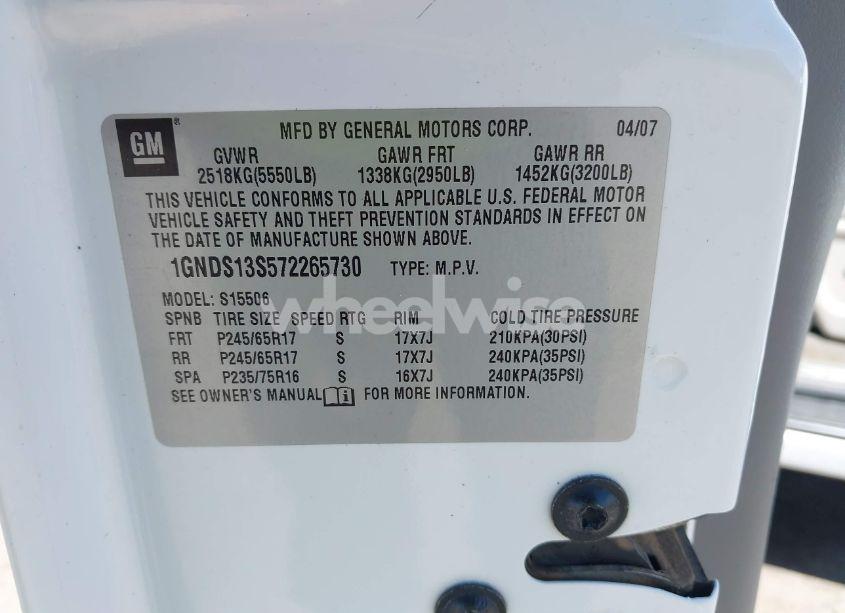 GM
MFD BY GENERAL MOTORS CORP. 04/07
GVWR GAWR FRT GAWR RR
2518KG(5550LB) 1338KG(2950LB) 1452KG(3200LB)
THIS VEHICLE CONFORMS TO ALL APPLICABLE U.S. FEDERAL MOTOR
VEHICLE SAFETY AND THEFT PREVENTION STANDARDS IN EFFECT ON
THE DATE OF MANUFACTURE SHOWN ABOVE.
1GNDS13S572265730 TYPE: M.P.V.
MODEL: S15506
wheelwise
SPNB TIRE SIZE SPEED RTG RIM COLD TIRE PRESSURE
FRT P245/65R17 S 17X7J 210KPA(30PSI)
RR P245/65R17 S 17X7J 240KPA(35PSI)
SPA P235/75R16 S 16X7J 240KPA(35PSI)
SEE OWNER'S MANUAL FOR MORE INFORMATION.